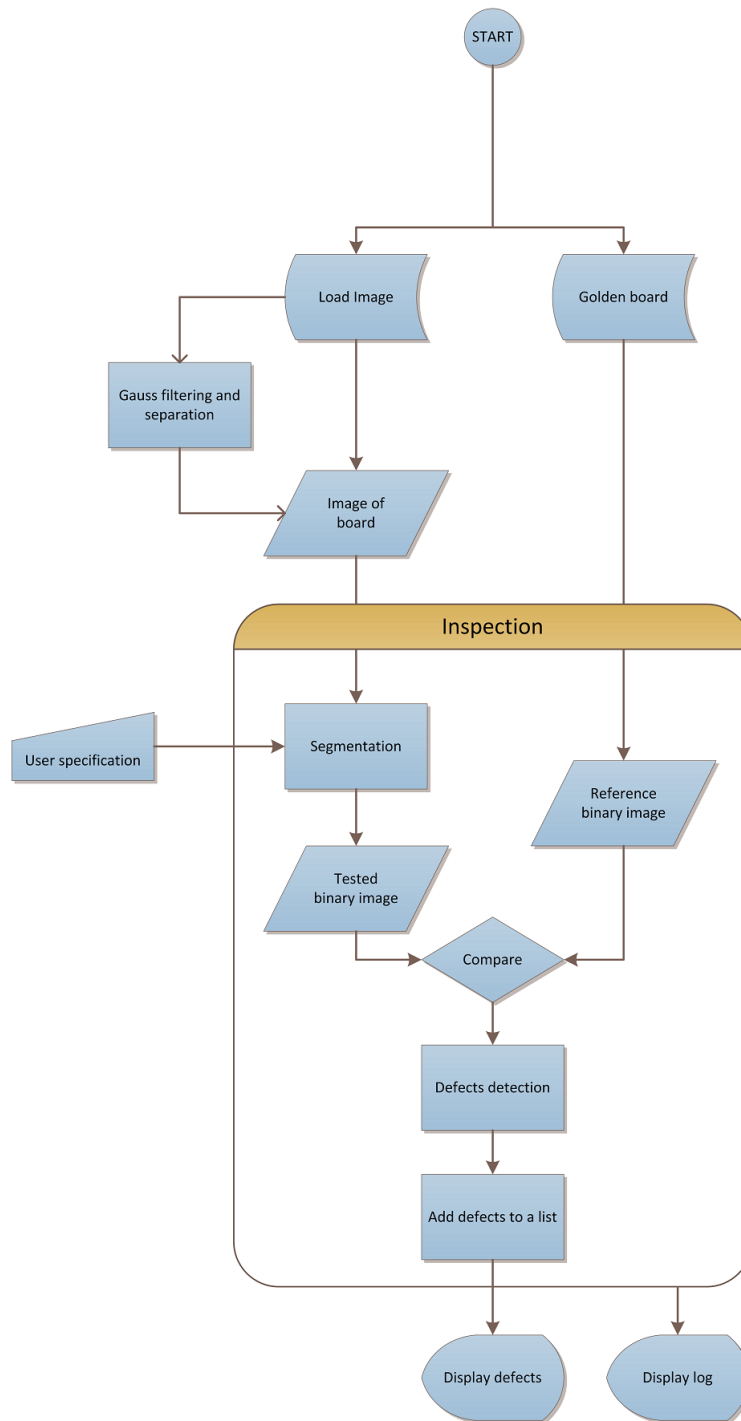 START
Load Image
Golden board
Gauss filtering and
separation
Image of
board
Inspection
Segmentation
User specification
Reference
binary image
Tested
binary image
Compare
Defects detection
Add defects to a list
Display defects
Display log